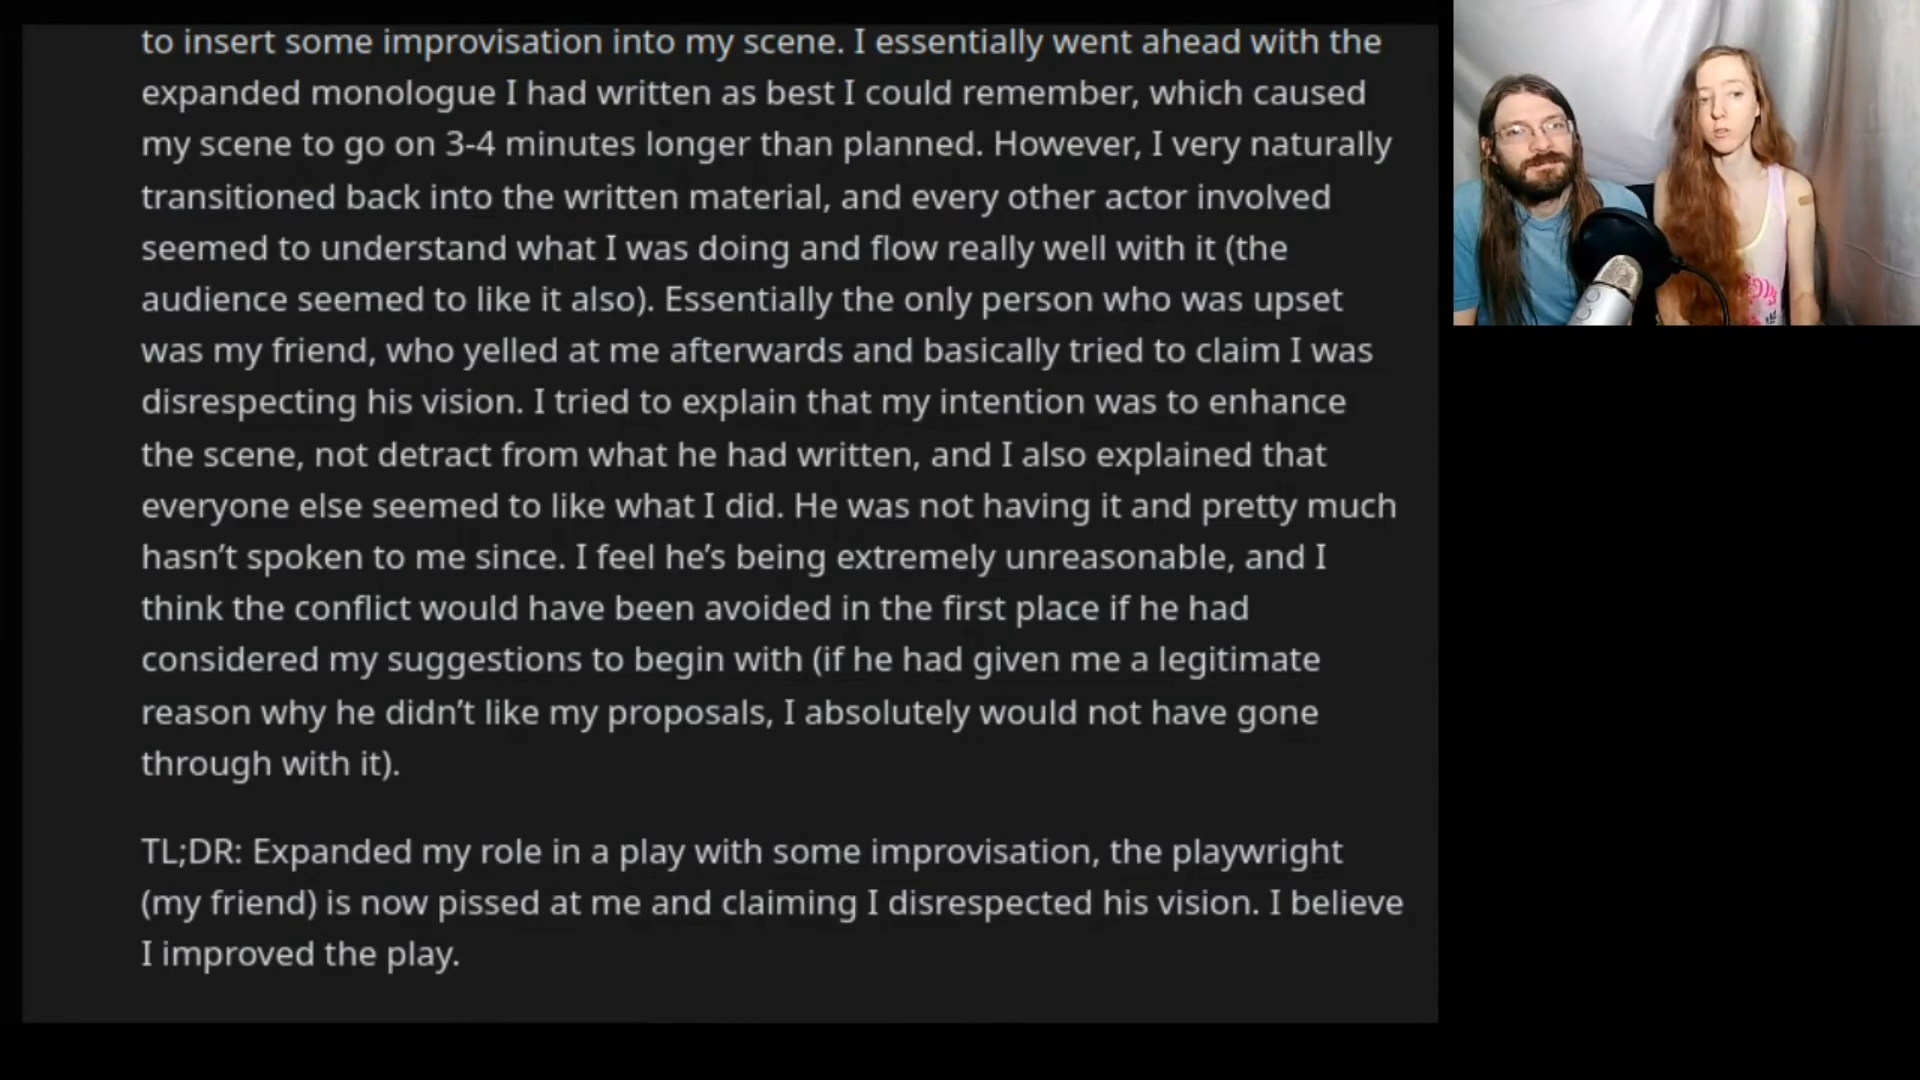 to insert some improvisation into my scene. I essentially went ahead with the
expanded monologue I had written as best I could remember, which caused
my scene to go on 3-4 minutes longer than planned. However, I very naturally
transitioned back into the written material, and every other actor involved
seemed to understand what I was doing and flow really well with it (the
audience seemed to like it also). Essentially the only person who was upset
was my friend, who yelled at me afterwards and basically tried to claim I was
disrespecting his vision. I tried to explain that my intention was to enhance
the scene, not detract from what he had written, and I also explained that
everyone else seemed to like what I did. He was not having it and pretty much
hasn’t spoken to me since. I feel he’s being extremely unreasonable, and I
think the conflict would have been avoided in the first place if he had
considered my suggestions to begin with (if he had given me a legitimate
reason why he didn’t like my proposals, I absolutely would not have gone
through with it).
TL;DR: Expanded my role in a play with some improvisation, the playwright
(my friend) is now pissed at me and claiming I disrespected his vision. I believe
I improved the play.